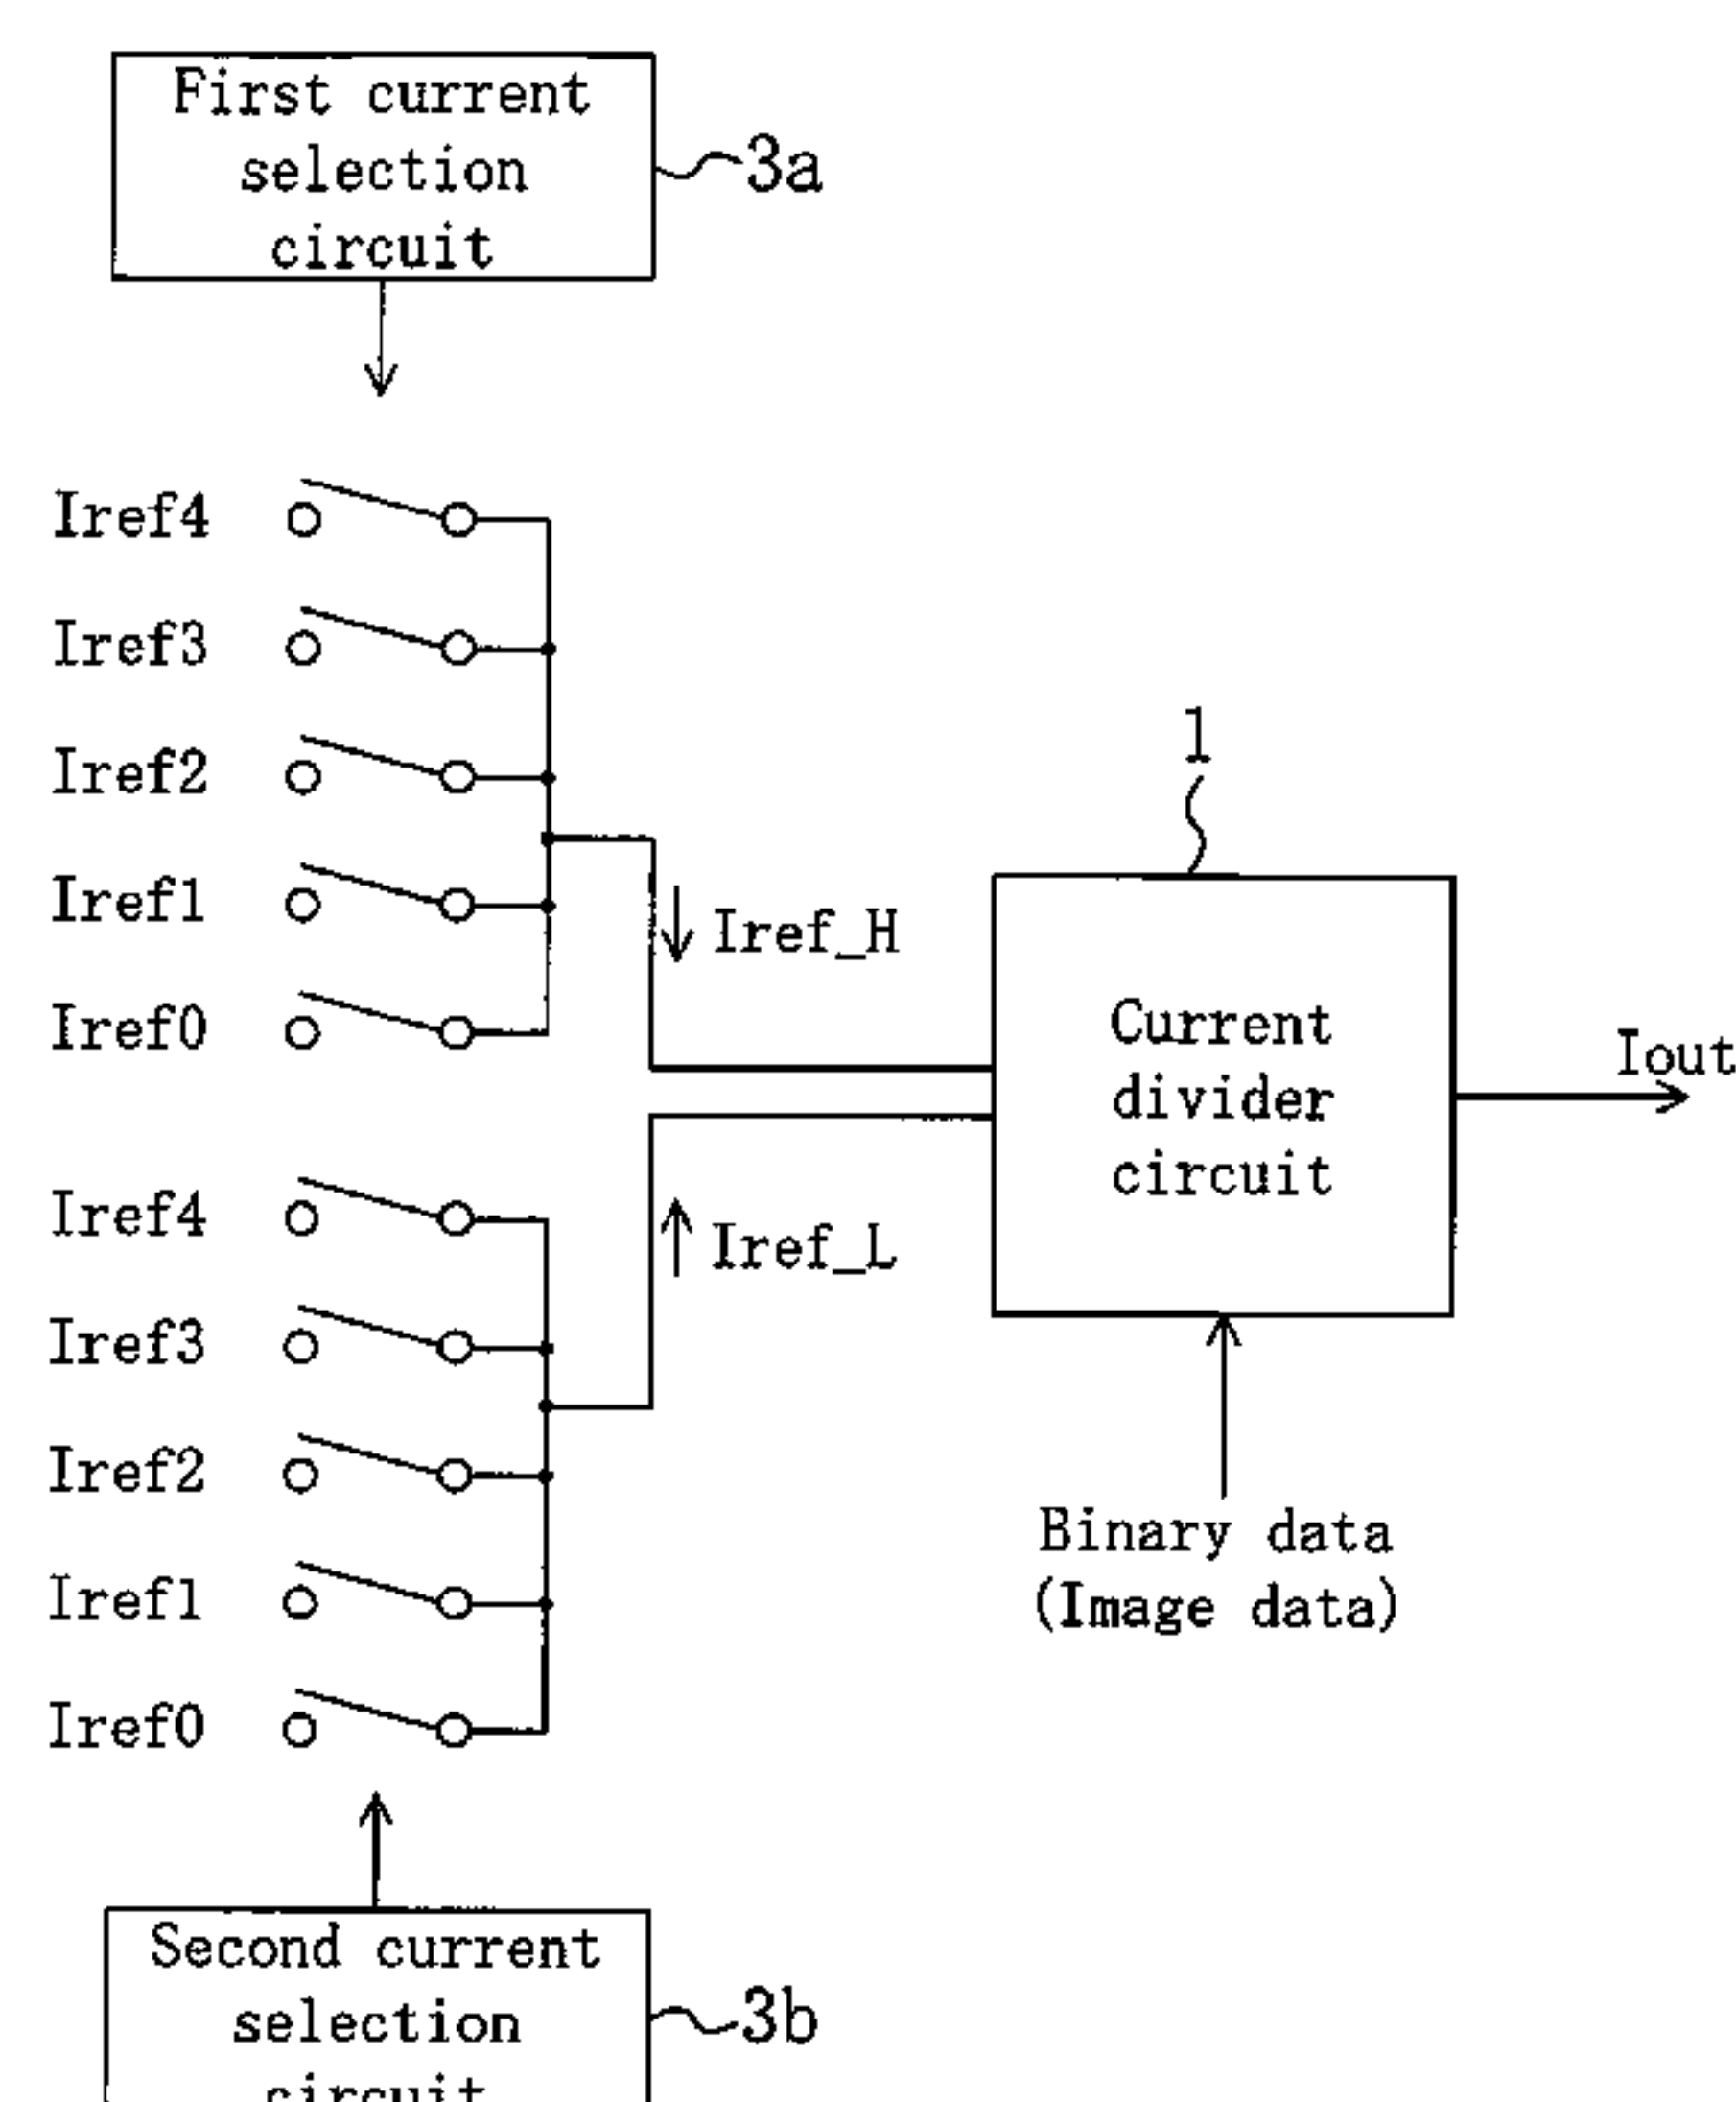 First current
selection
circuit
3a
Iref4
Iref3
Iref2
Iref1
Iref0
Iref_H
1
Current
divider
circuit
Iout
Iref4
Iref3
Iref2
Iref1
Iref0
Iref_L
Binary data
(Image data)
Second current
selection
circuit
3b